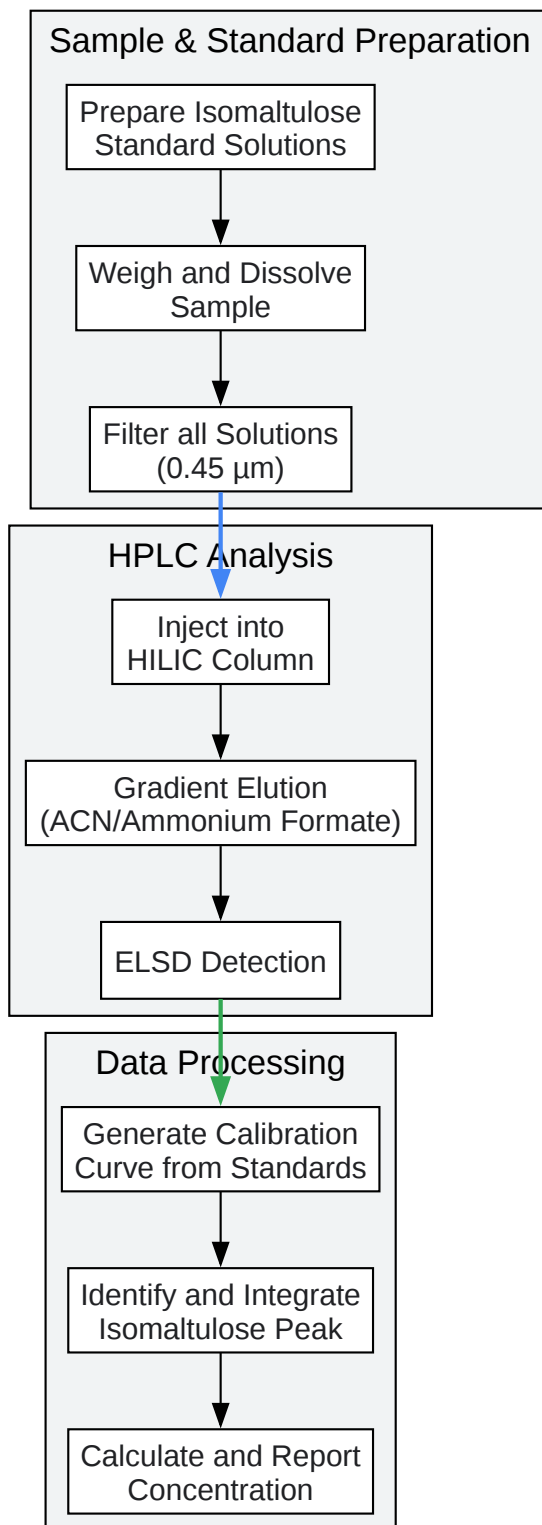 Sample & Standard Preparation
Prepare Isomaltulose
Standard Solutions
Weigh and Dissolve
Sample
Filter all Solutions
(0.45 µm)
HPLC Analysis
Inject into
HILIC Column
Gradient Elution
(ACN/Ammonium Formate)
ELSD Detection
Data Processing
Generate Calibration
Curve from Standards
Identify and Integrate
Isomaltulose Peak
Calculate and Report
Concentration